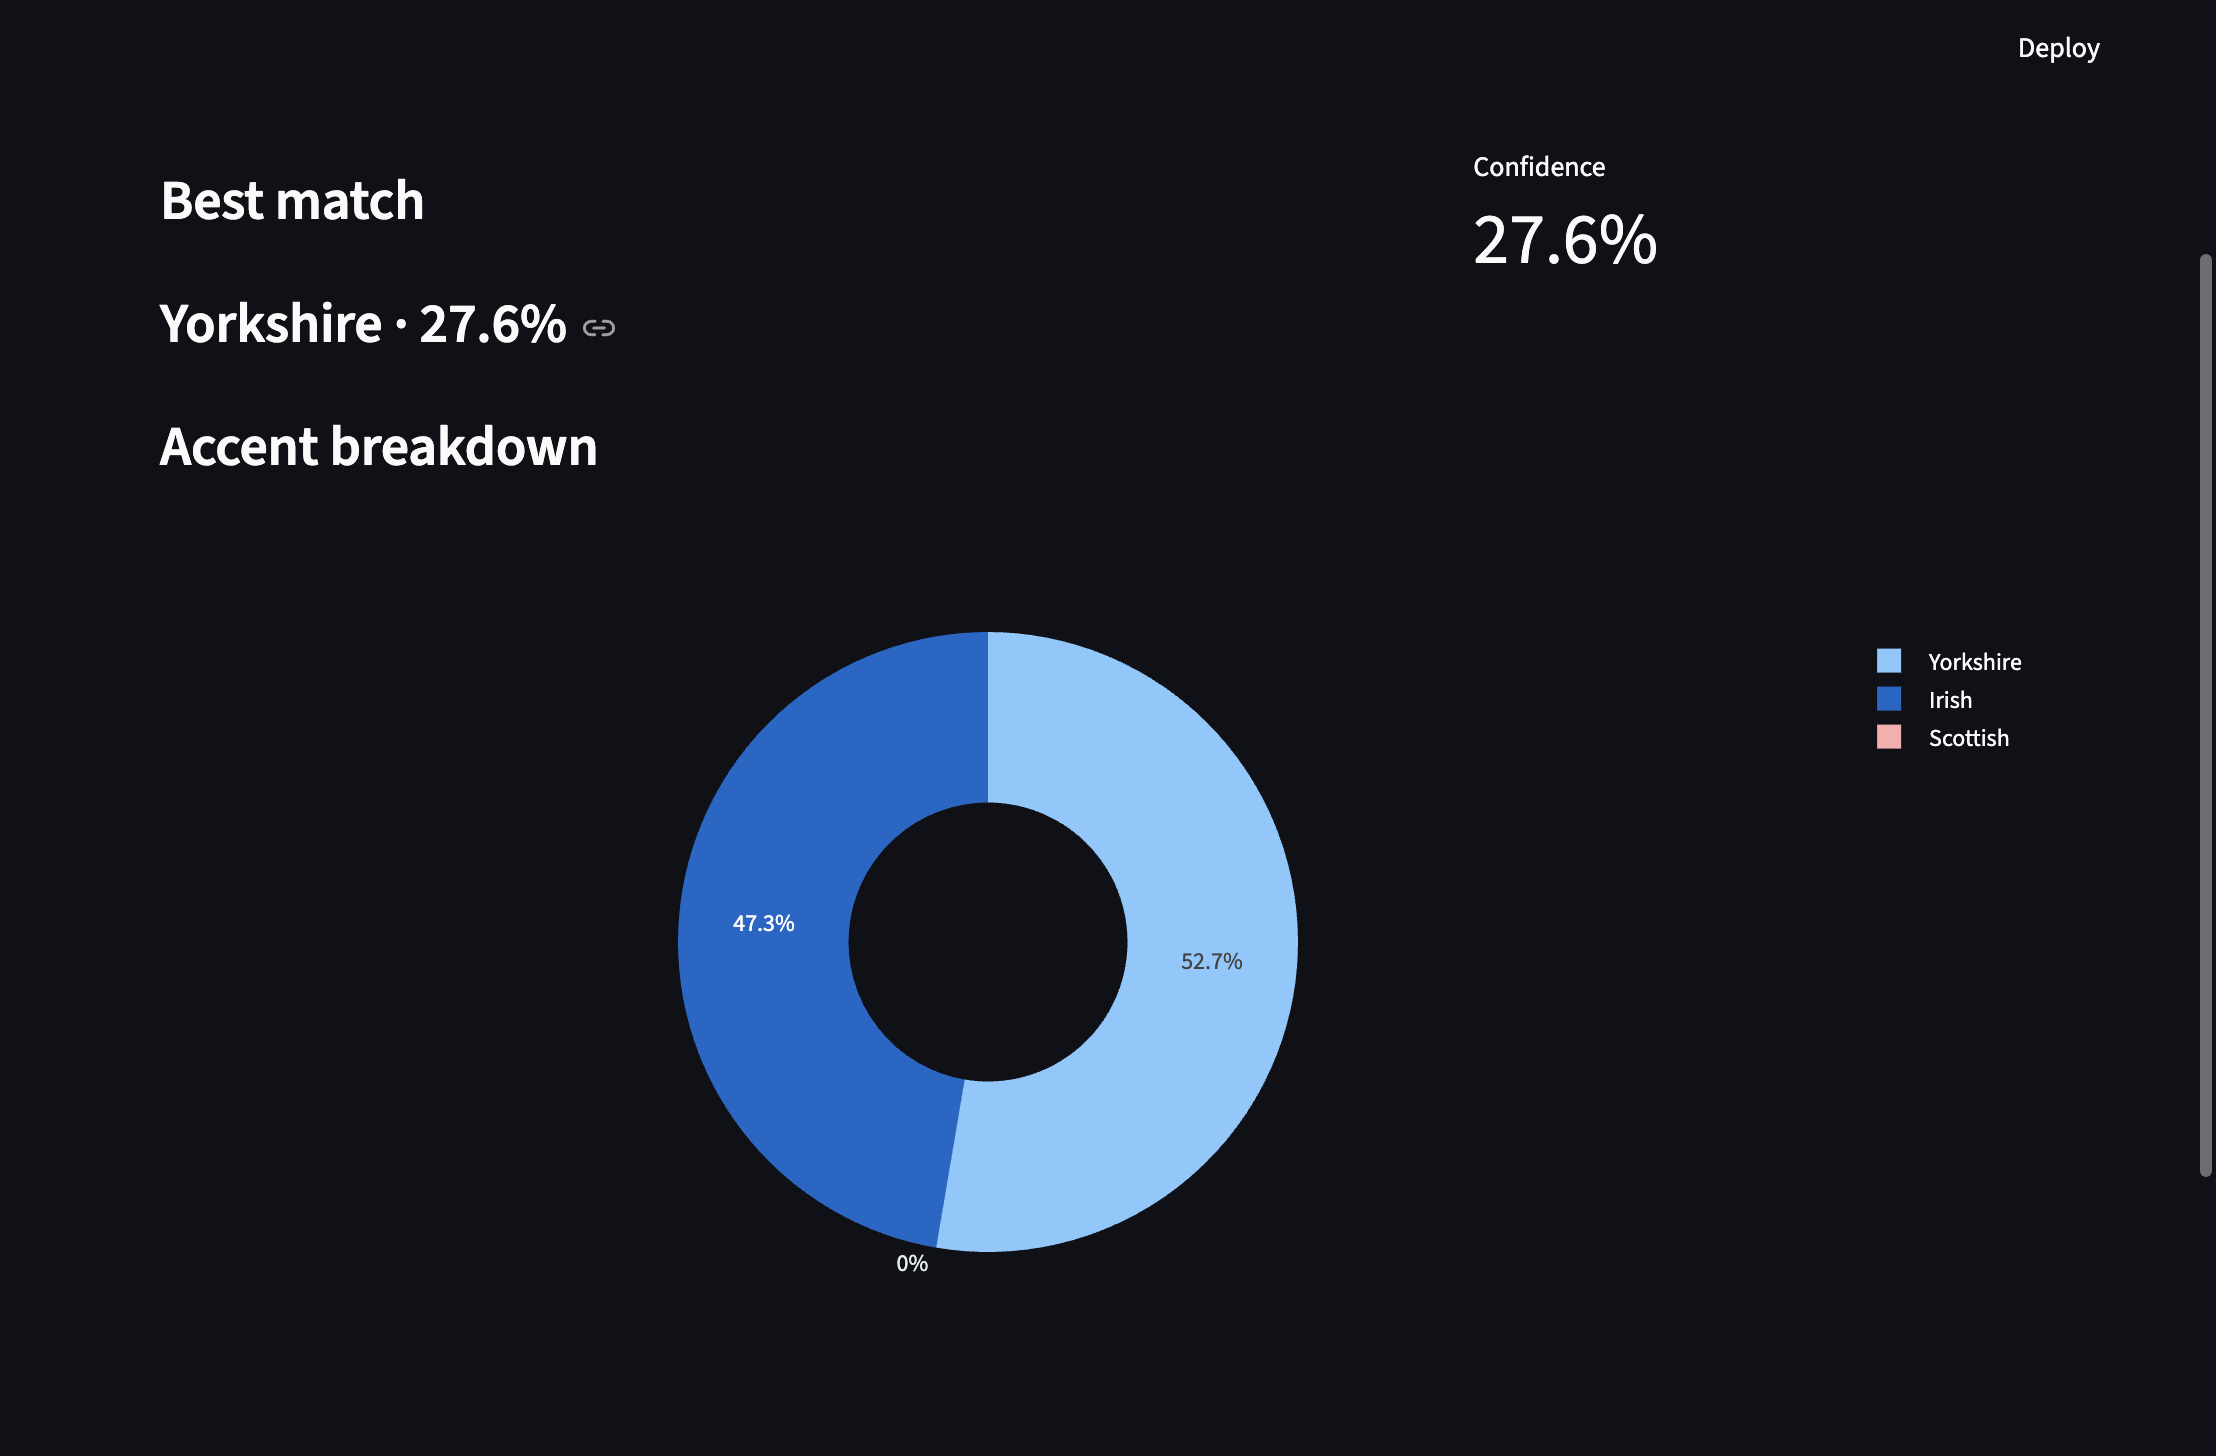 Deploy
Best match
Confidence
27.6%
Yorkshire · 27.6%
Accent breakdown
Yorkshire
Irish
Scottish
47.3%
52.7%
0%